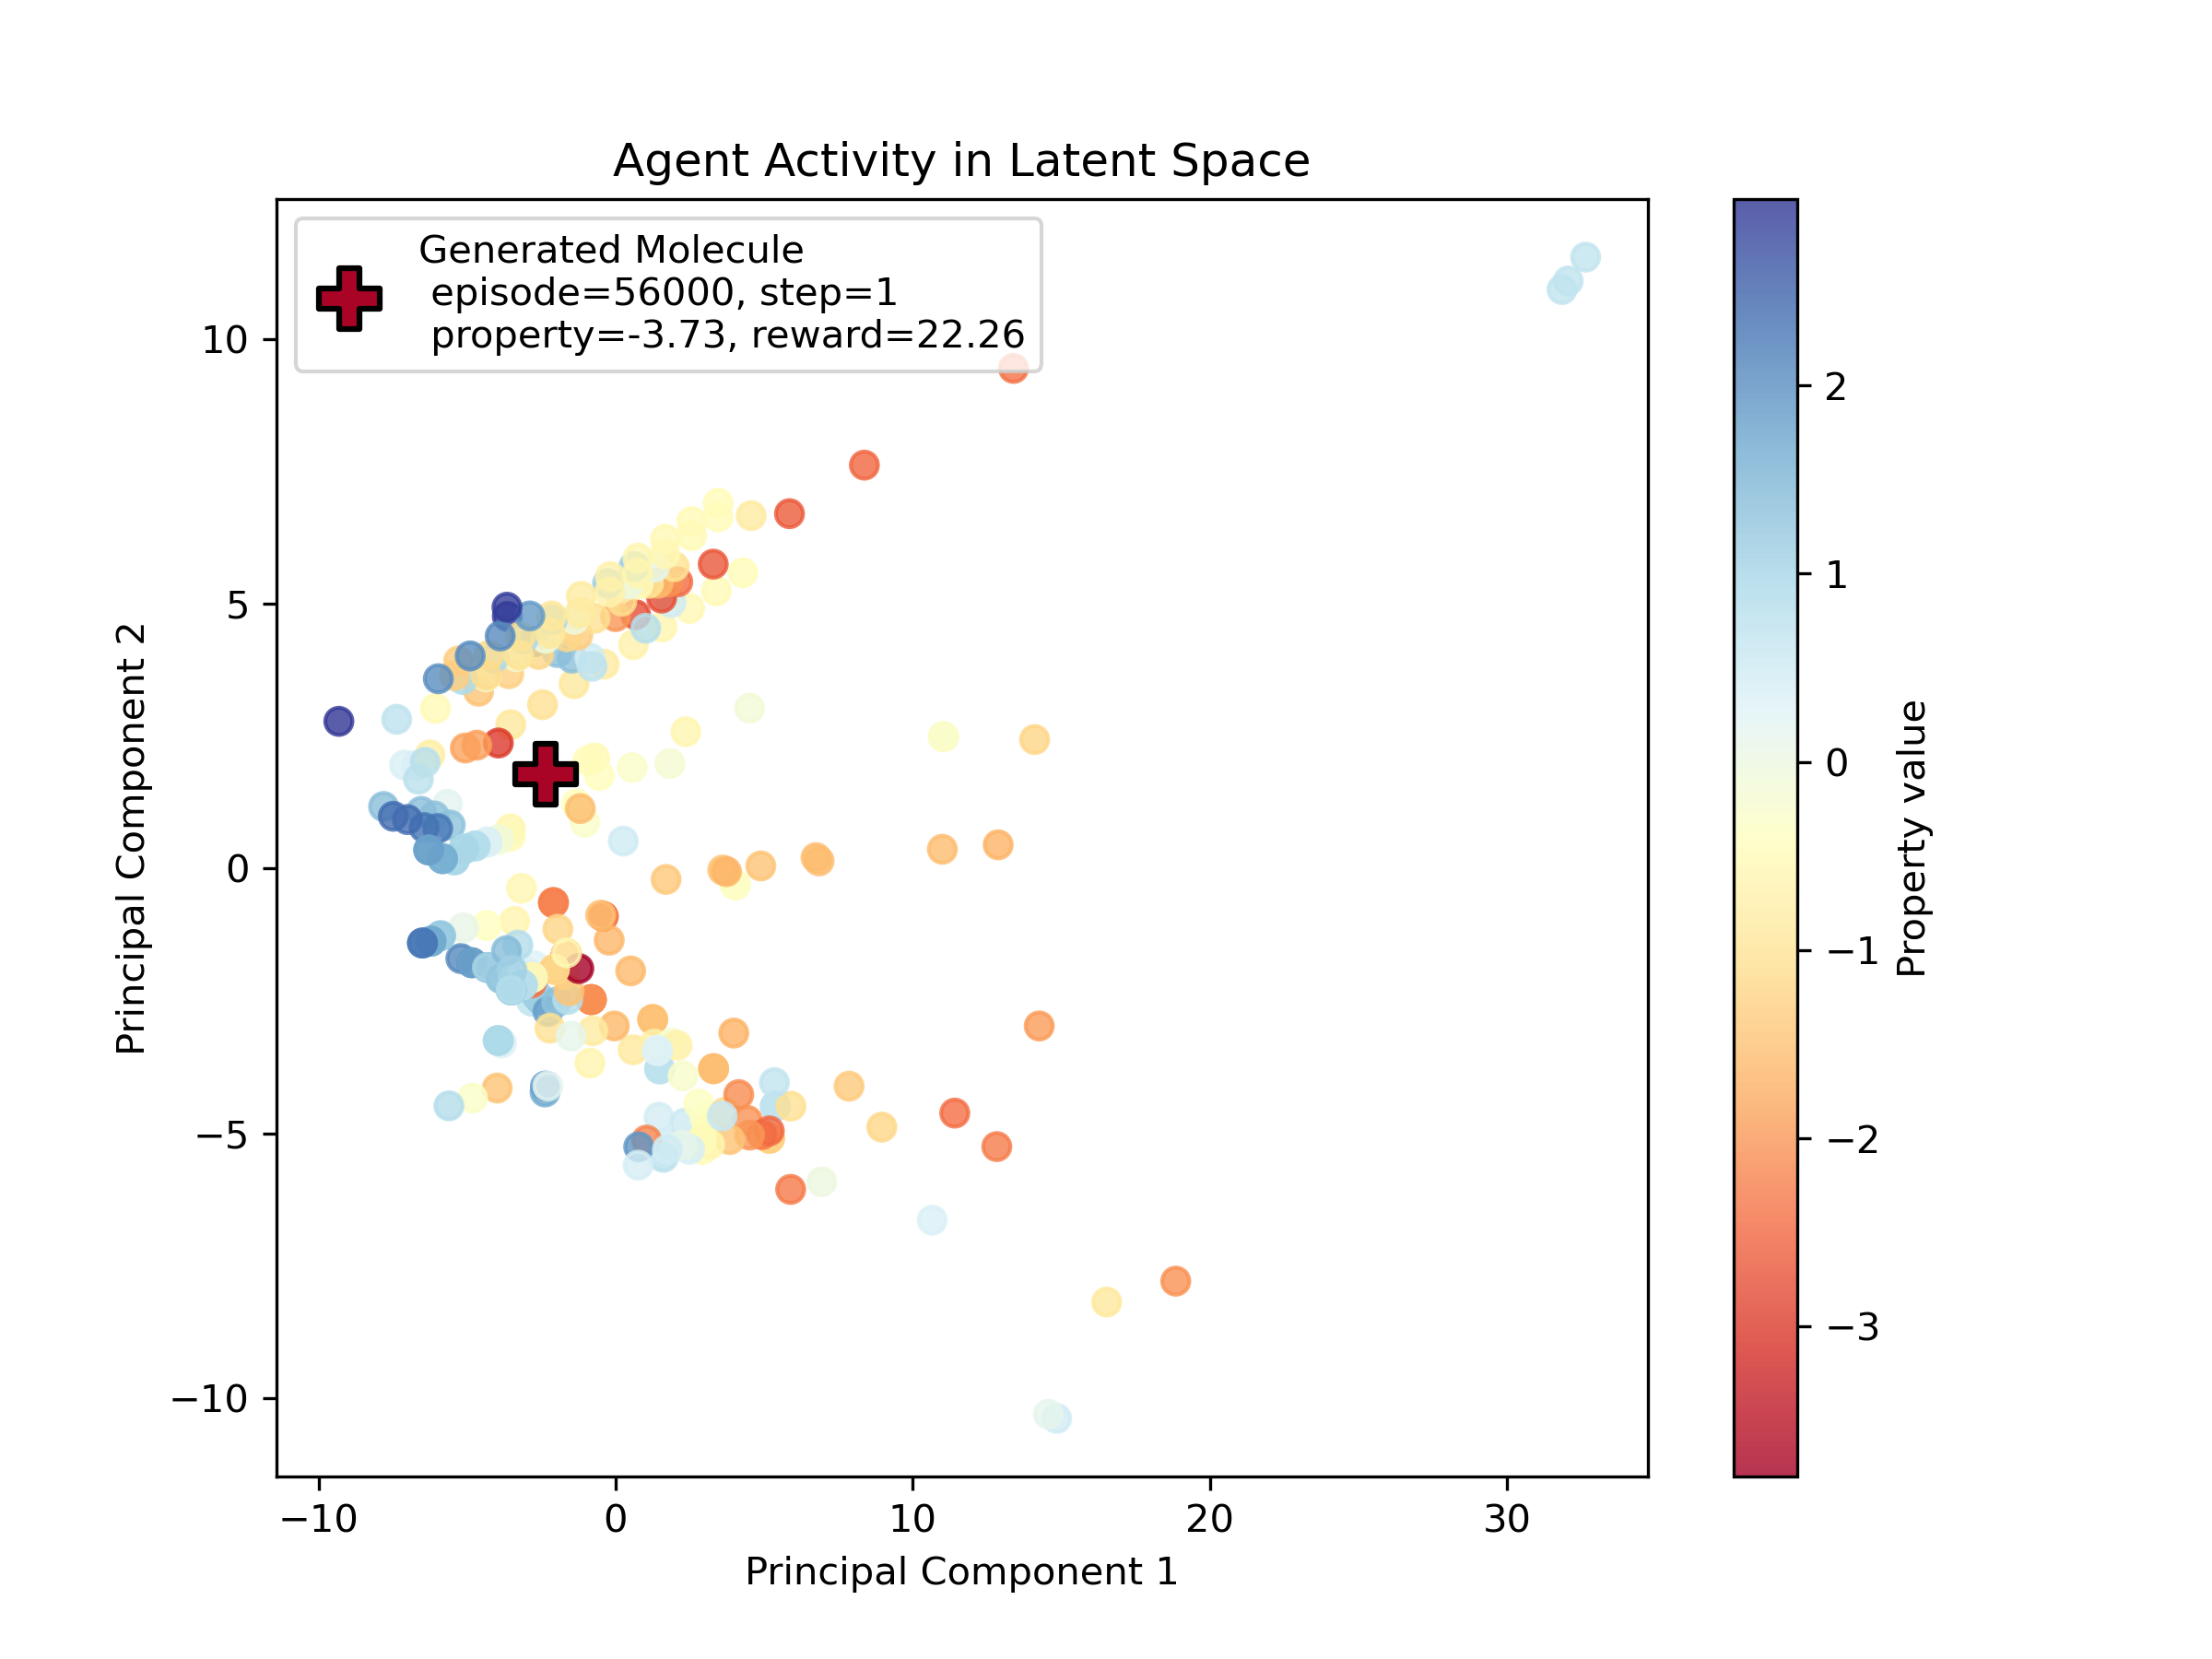 Agent Activity in Latent Space
Generated Molecule
episode=56000, step=1
property=-3.73, reward=22.26
Principal Component 2
10
5
0
−5
−10
−10
0
10
20
30
Principal Component 1
2
1
0
−1
−2
−3
Property value